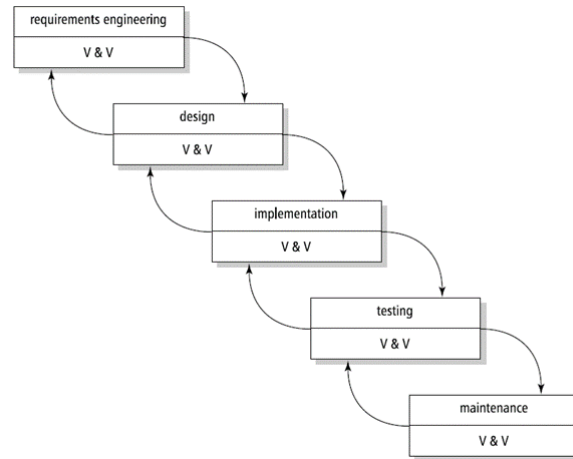 requirements engineering
V & V
design
V & V
implementation
V & V
testing
V & V
maintenance
V & V